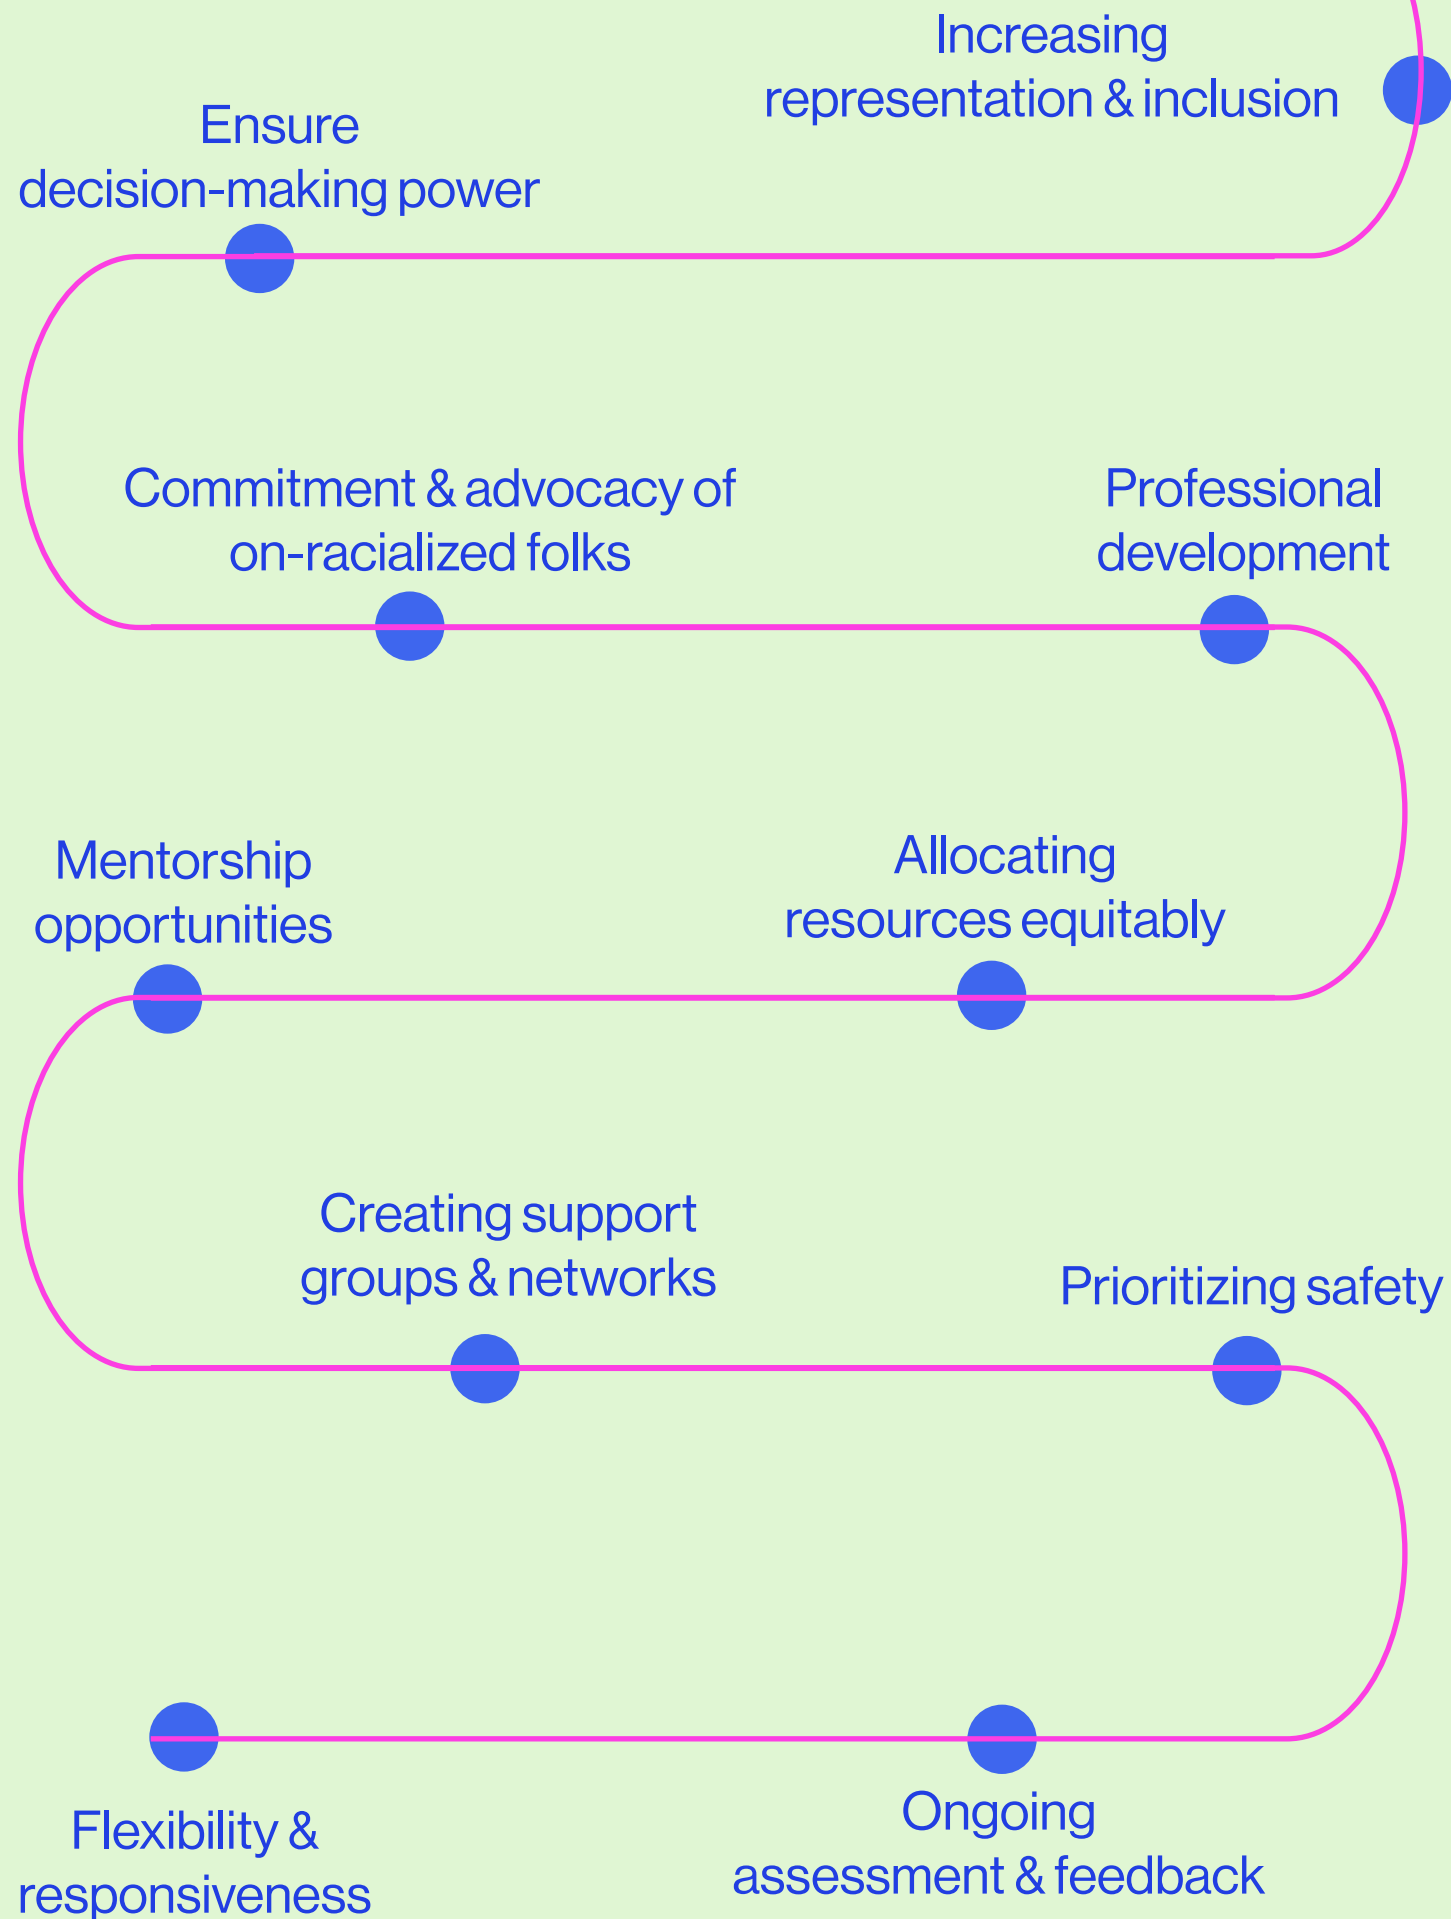 Increasing
representation & inclusion
Ensure
decision-making power
Commitment & advocacy of
on-racialized folks
Professional
development
Allocating
resources equitably
Mentorship
opportunities
Creating support
groups & networks
Prioritizing safety
Ongoing
assessment & feedback
Flexibility &
responsiveness